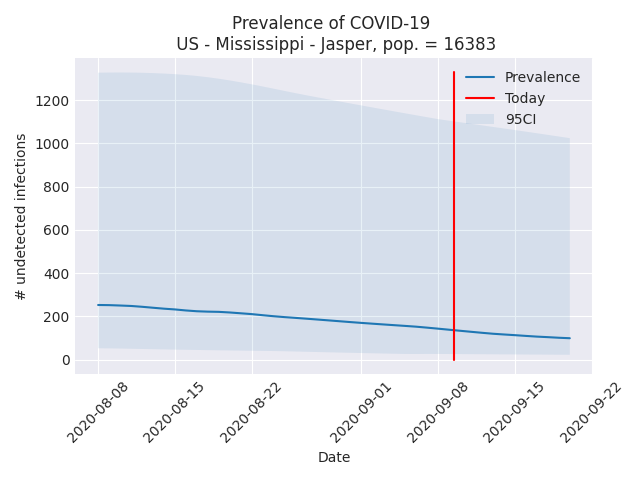 Prevalence of COVID-19
US - Mississippi - Jasper, pop. = 16383
Prevalence
Today
95CI
# undetected infections
1200
1000
800
600
400
200
0
2020-08-08
2020-08-15
2020-08-22
2020-09-01
2020-09-08
2020-09-15
2020-09-22
Date